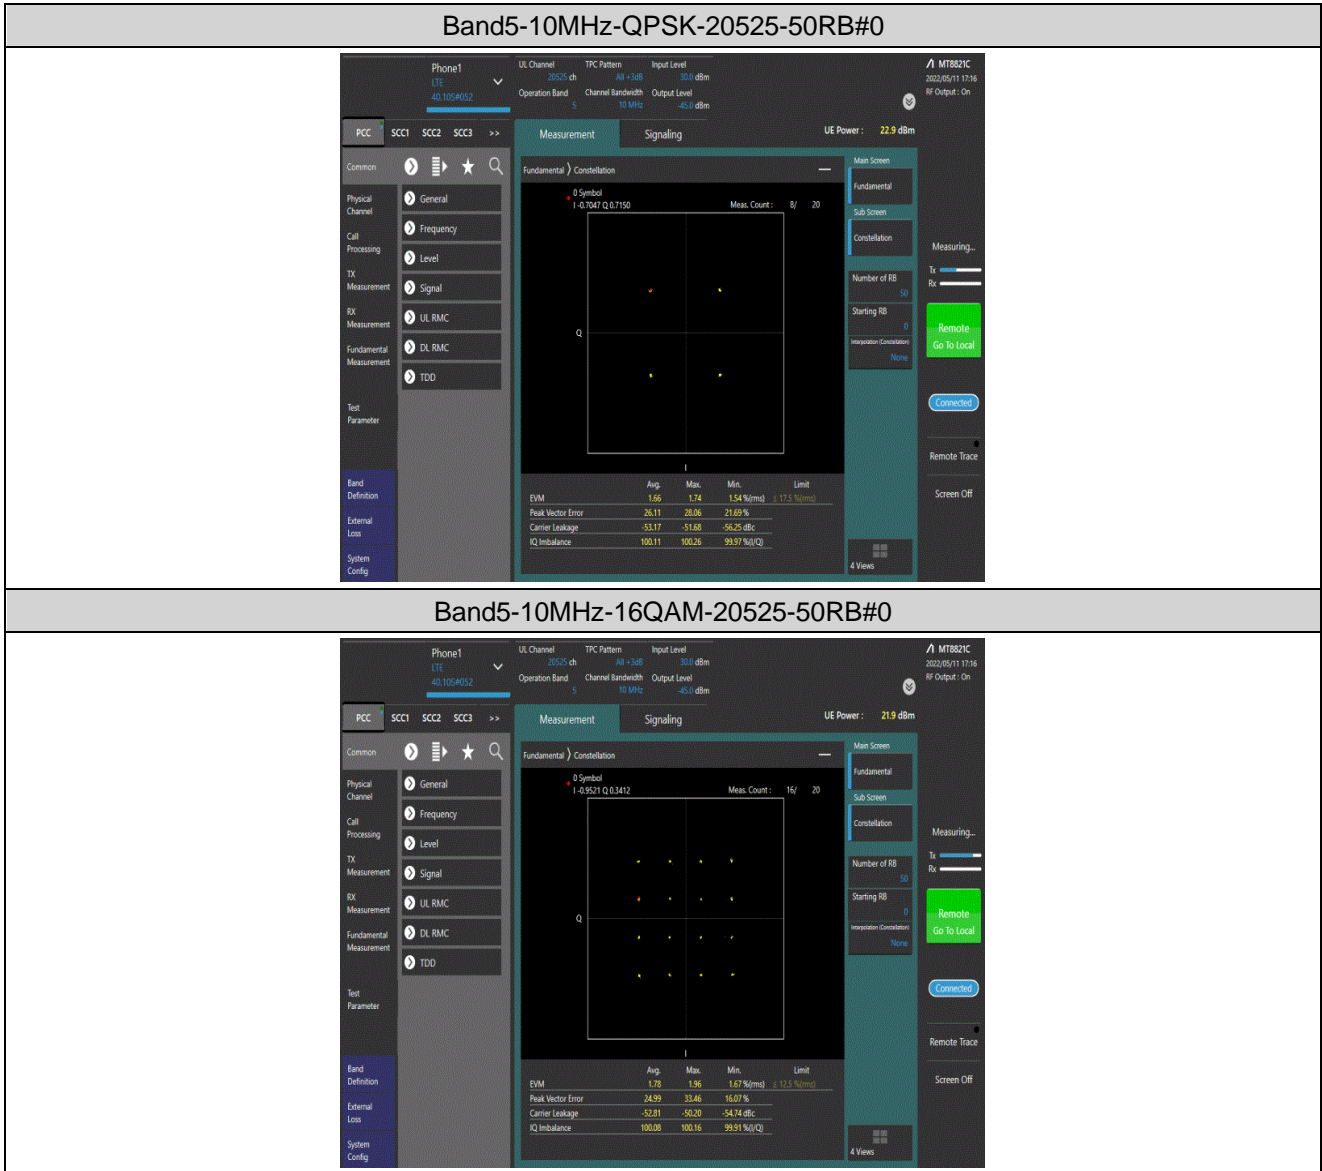 Band5-10MHz-QPSK-20525-50RB#0
Phone1
LTE
40.105#052
UL Channel TPC Pattern Input Level
20525 ch All +3dB 30.0 dBm
Operation Band Channel Bandwidth Output Level
5 10 MHz -45.0 dBm
MT8821C
2022/05/11 17:16
RF Output : On
PCC SCC1 SCC2 SCC3 >>
Measurement Signaling
UE Power : 22.9 dBm
Common
Physical
Channel
Call
Processing
TX
Measurement
RX
Measurement
Fundamental
Measurement
Test
Parameter
Band
Definition
External
Loss
System
Config
General
Frequency
Level
Signal
UL RMC
DL RMC
TDD
Fundamental 〉 Constellation
0 Symbol
I -0.7047 Q 0.7150 Meas. Count : 8/ 20
Q
I
Avg. Max. Min. Limit
EVM 1.66 1.74 1.54 %(rms) ≤ 17.5 %(rms)
Peak Vector Error 26.11 28.06 21.69 %
Carrier Leakage -53.17 -51.68 -56.25 dBc
IQ Imbalance 100.11 100.26 99.97 %(I/Q)
Main Screen
Fundamental
Sub Screen
Constellation
Number of RB
50
Starting RB
0
Interpolation (Constellation)
None
4 Views
Measuring...
Tx
Rx
Remote
Go To Local
Connected
Remote Trace
Screen Off
Band5-10MHz-16QAM-20525-50RB#0
Phone1
LTE
40.105#052
UL Channel TPC Pattern Input Level
20525 ch All +3dB 30.0 dBm
Operation Band Channel Bandwidth Output Level
5 10 MHz -45.0 dBm
MT8821C
2022/05/11 17:16
RF Output : On
PCC SCC1 SCC2 SCC3 >>
Measurement Signaling
UE Power : 21.9 dBm
Common
Physical
Channel
Call
Processing
TX
Measurement
RX
Measurement
Fundamental
Measurement
Test
Parameter
Band
Definition
External
Loss
System
Config
General
Frequency
Level
Signal
UL RMC
DL RMC
TDD
Fundamental 〉 Constellation
0 Symbol
I -0.9521 Q 0.3412 Meas. Count : 16/ 20
Q
I
Avg. Max. Min. Limit
EVM 1.78 1.96 1.67 %(rms) ≤ 12.5 %(rms)
Peak Vector Error 24.99 33.46 16.07 %
Carrier Leakage -52.81 -50.20 -54.74 dBc
IQ Imbalance 100.08 100.16 99.91 %(I/Q)
Main Screen
Fundamental
Sub Screen
Constellation
Number of RB
50
Starting RB
0
Interpolation (Constellation)
None
4 Views
Measuring...
Tx
Rx
Remote
Go To Local
Connected
Remote Trace
Screen Off